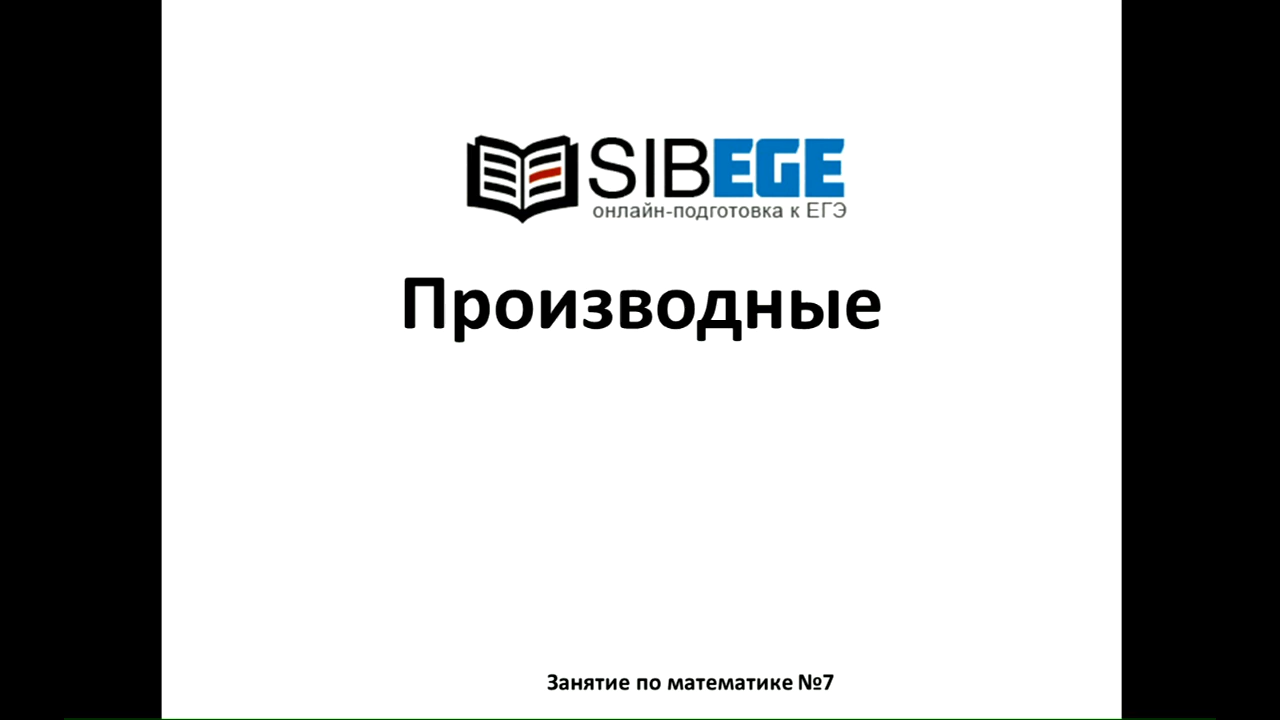 SIBEGE
онлайн-подготовка к ЕГЭ
Производные
Занятие по математике №7